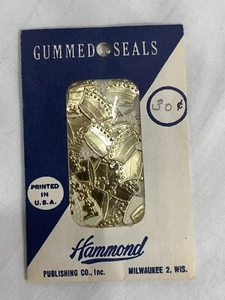 GUMMED SEALS
30¢
PRINTED
IN
U.S.A.
Hammond
PUBLISHING CO., Inc. MILWAUKEE 2, WIS.